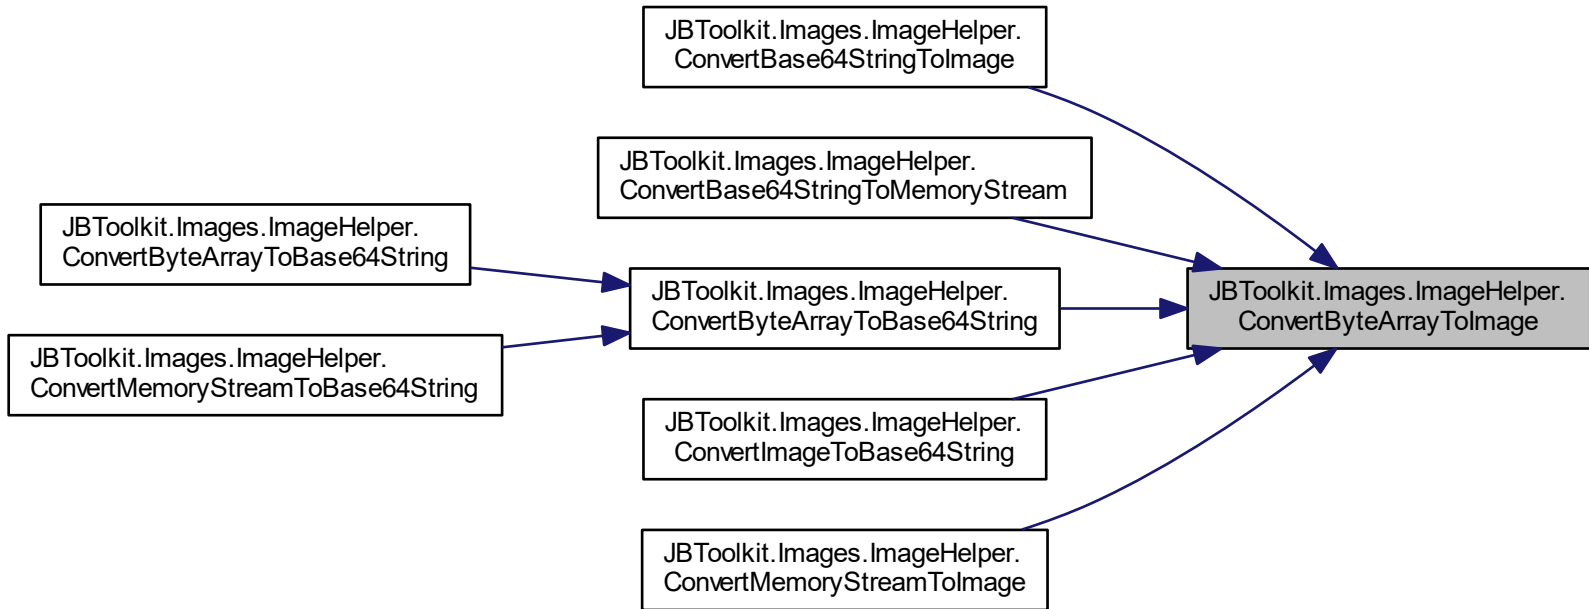 JBToolkit.Images.ImageHelper.
ConvertBase64StringToImage
JBToolkit.Images.ImageHelper.
ConvertBase64StringToMemoryStream
JBToolkit.Images.ImageHelper.
ConvertByteArrayToBase64String
JBToolkit.Images.ImageHelper.
ConvertMemoryStreamToBase64String
JBToolkit.Images.ImageHelper.
ConvertByteArrayToBase64String
JBToolkit.Images.ImageHelper.
ConvertByteArrayToImage
JBToolkit.Images.ImageHelper.
ConvertImageToBase64String
JBToolkit.Images.ImageHelper.
ConvertMemoryStreamToImage